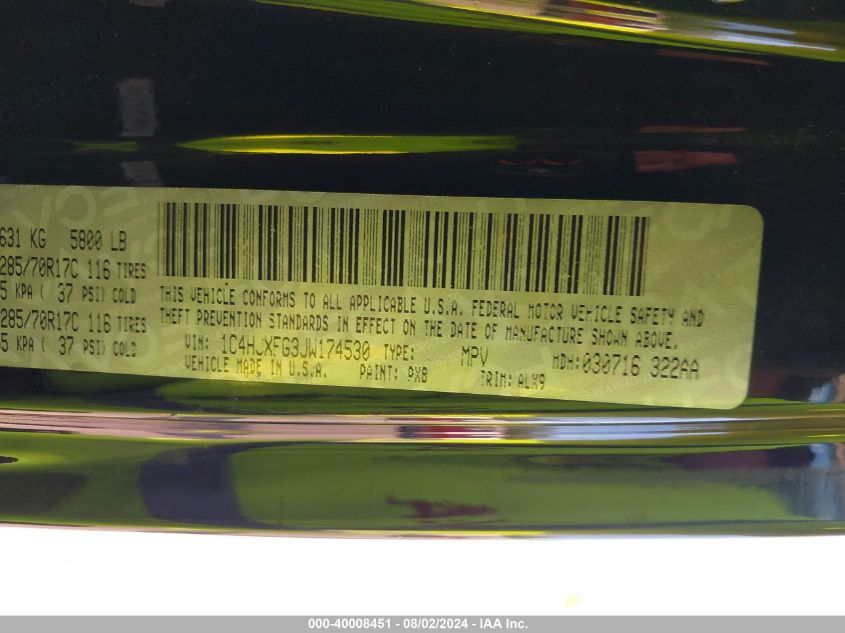 631 KG 5800 LB
285/70R17C 116 TIRES
5 KPA ( 37 PSI) COLD
285/70R17C 116 TIRES
5 KPA ( 37 PSI) COLD
THIS VEHICLE CONFORMS TO ALL APPLICABLE U.S.A. FEDERAL MOTOR VEHICLE SAFETY AND
THEFT PREVENTION STANDARDS IN EFFECT ON THE DATE OF MANUFACTURE SHOWN ABOVE.
VIN: 1C4HJXFG3JW174530 TYPE: MPV MDH:030716 322AA
VEHICLE MADE IN U.S.A. PAINT: PX8 TRIM: ALX9
000-40008451 - 08/02/2024 - IAA Inc.